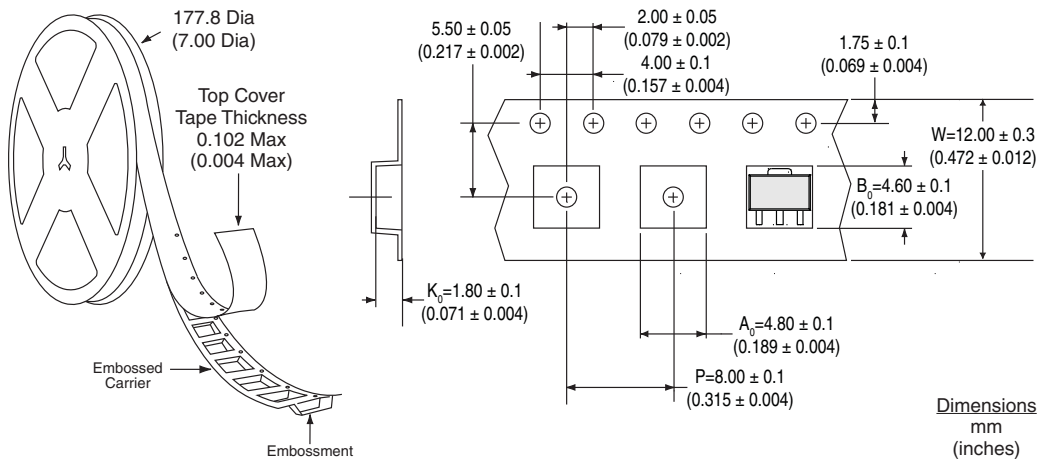 177.8 Dia
(7.00 Dia)
Top Cover
Tape Thickness
0.102 Max
(0.004 Max)
Embossed
Carrier
Embossment
5.50 ± 0.05
(0.217 ± 0.002)
2.00 ± 0.05
(0.079 ± 0.002)
4.00 ± 0.1
(0.157 ± 0.004)
1.75 ± 0.1
(0.069 ± 0.004)
W=12.00 ± 0.3
(0.472 ± 0.012)
B₀=4.60 ± 0.1
(0.181 ± 0.004)
K₀=1.80 ± 0.1
(0.071 ± 0.004)
A₀=4.80 ± 0.1
(0.189 ± 0.004)
P=8.00 ± 0.1
(0.315 ± 0.004)
Dimensions
mm
(inches)